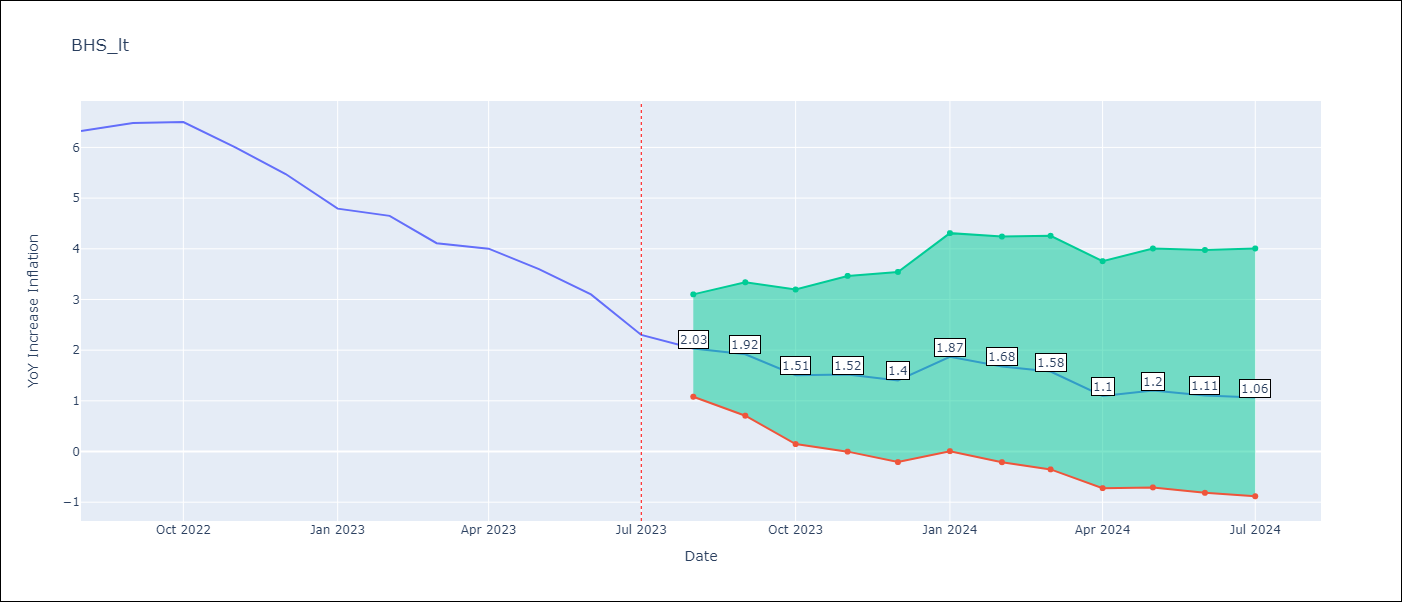 BHS_lt
YoY Increase Inflation
6
5
4
3
2
1
0
−1
2.03
1.92
1.51
1.52
1.4
1.87
1.68
1.58
1.1
1.2
1.11
1.06
Oct 2022
Jan 2023
Apr 2023
Jul 2023
Oct 2023
Jan 2024
Apr 2024
Jul 2024
Date